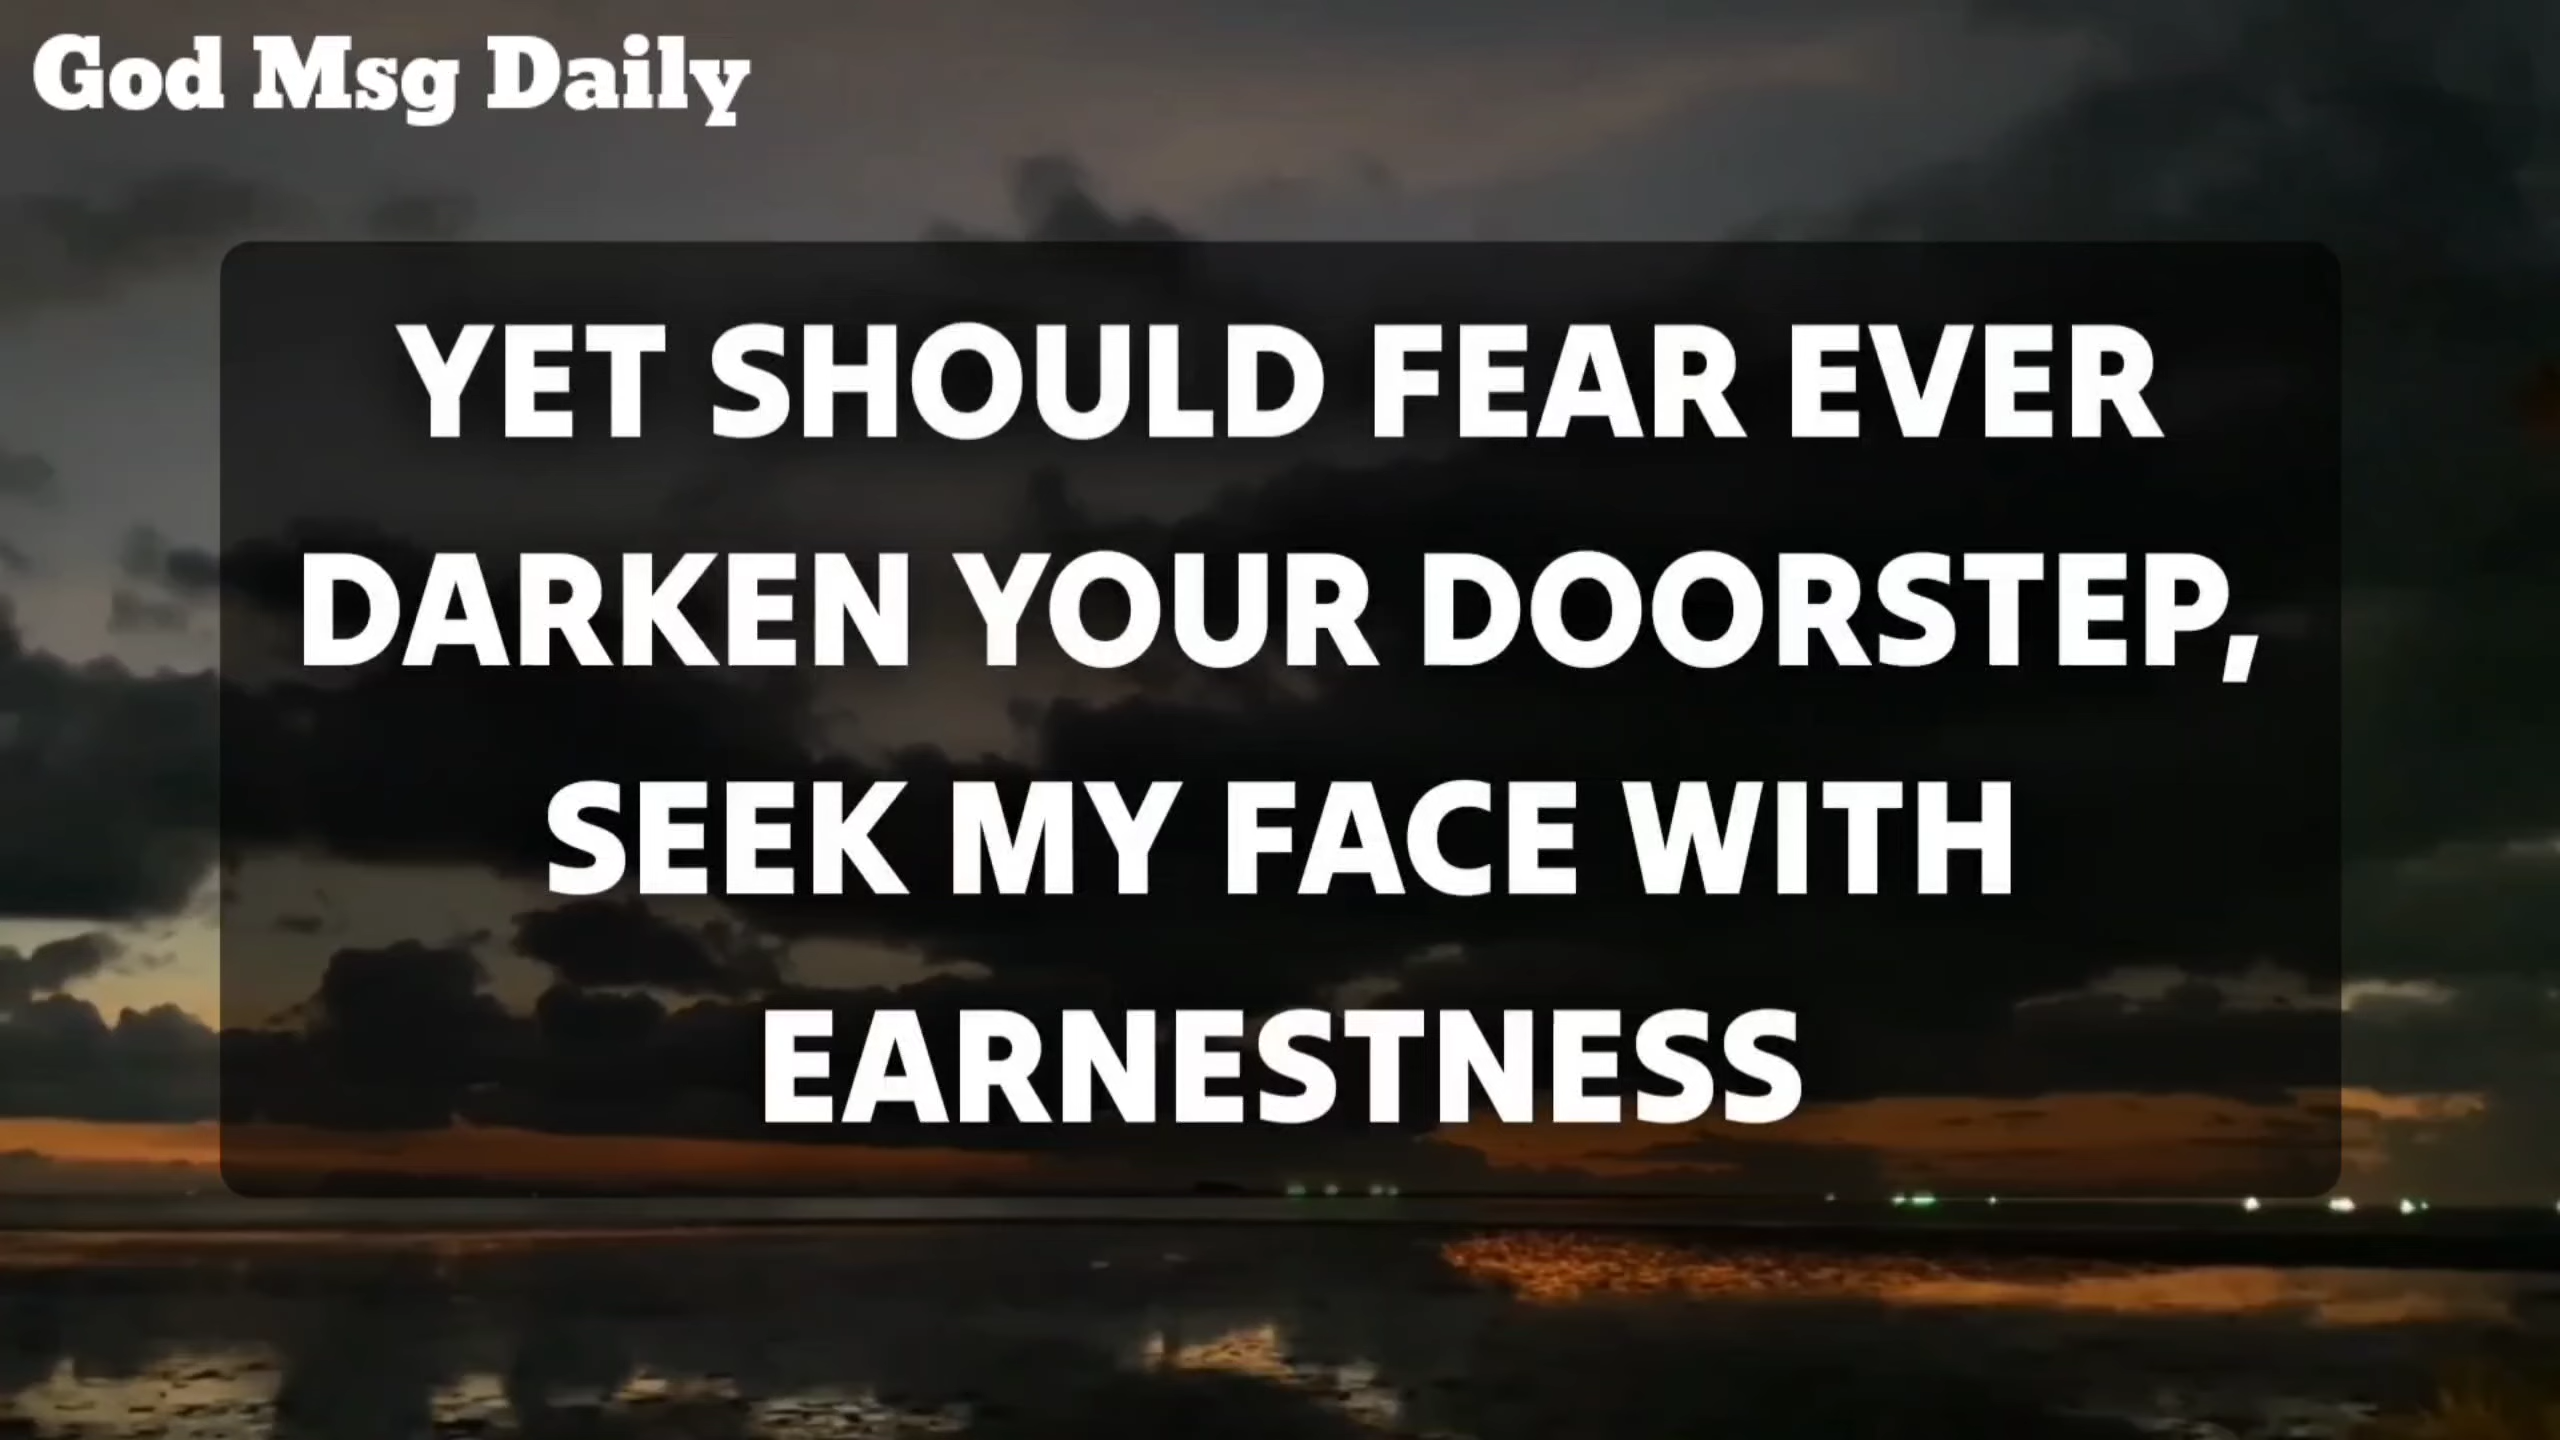 God Msg Daily
YET SHOULD FEAR EVER
DARKEN YOUR DOORSTEP,
SEEK MY FACE WITH
EARNESTNESS